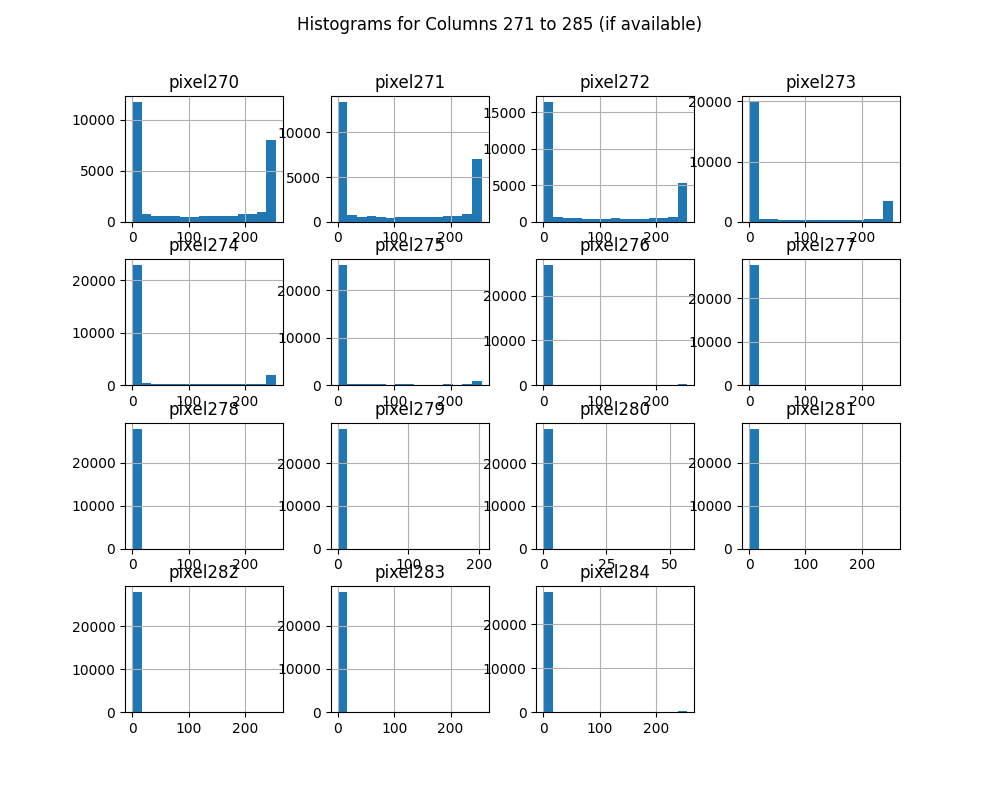 Histograms for Columns 271 to 285 (if available)
pixel270 pixel271 pixel272 pixel273
10000 5000 0 10000 5000 0 15000 10000 5000 0 20000 10000 0
0 100 200 0 100 200 0 100 200 0 100 200
pixel274 pixel275 pixel276 pixel277
20000 10000 0 20000 10000 0 20000 10000 0 20000 10000 0
0 100 200 0 100 200 0 100 200 0 100 200
pixel278 pixel279 pixel280 pixel281
20000 10000 0 20000 10000 0 20000 10000 0 20000 10000 0
0 100 200 0 100 200 0 25 50 0 100 200
pixel282 pixel283 pixel284
20000 10000 0 20000 10000 0 20000 10000 0
0 100 200 0 100 200 0 100 200